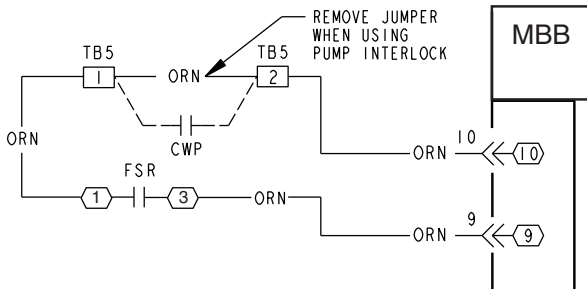 REMOVE JUMPER
WHEN USING
PUMP INTERLOCK
MBB
TB5
TB5
1
ORN
2
CWP
ORN
ORN
10
10
FSR
1
3
ORN
ORN
9
9